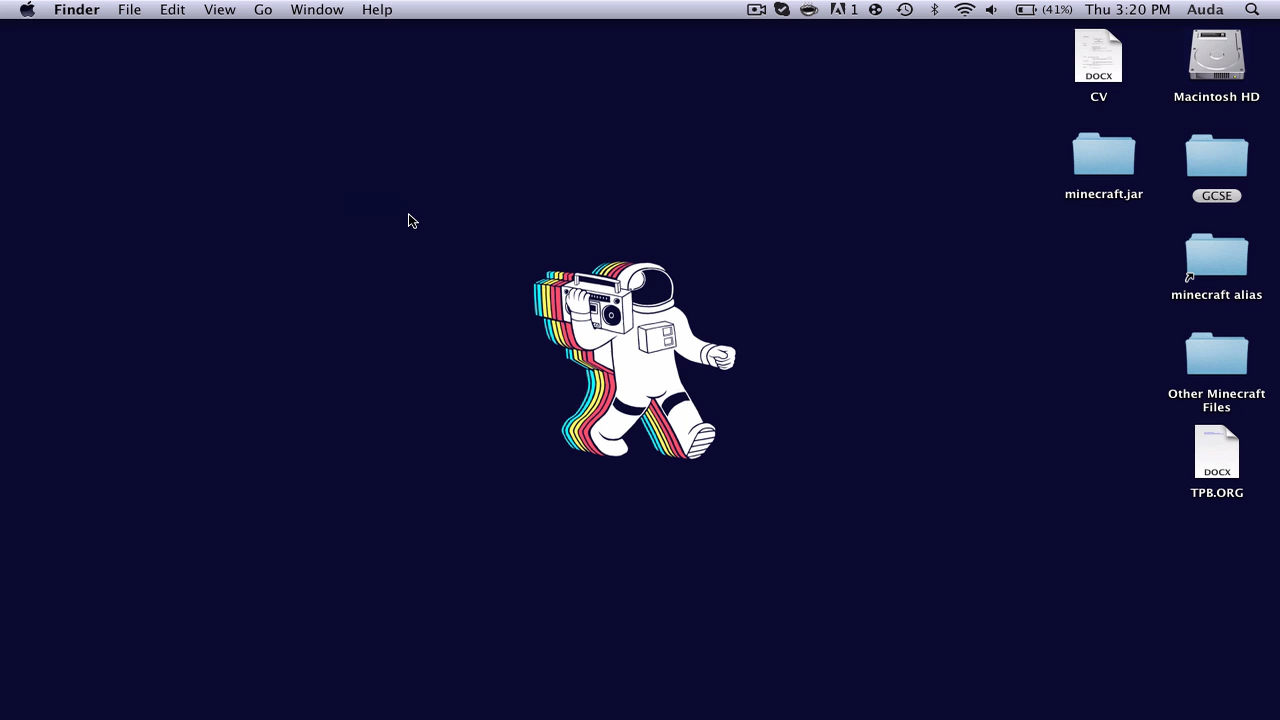 Finder File Edit View Go Window Help 1 (41%) Thu 3:20 PM Auda
DOCX
CV
Macintosh HD
minecraft.jar
GCSE
minecraft alias
Other Minecraft
Files
DOCX
TPB.ORG